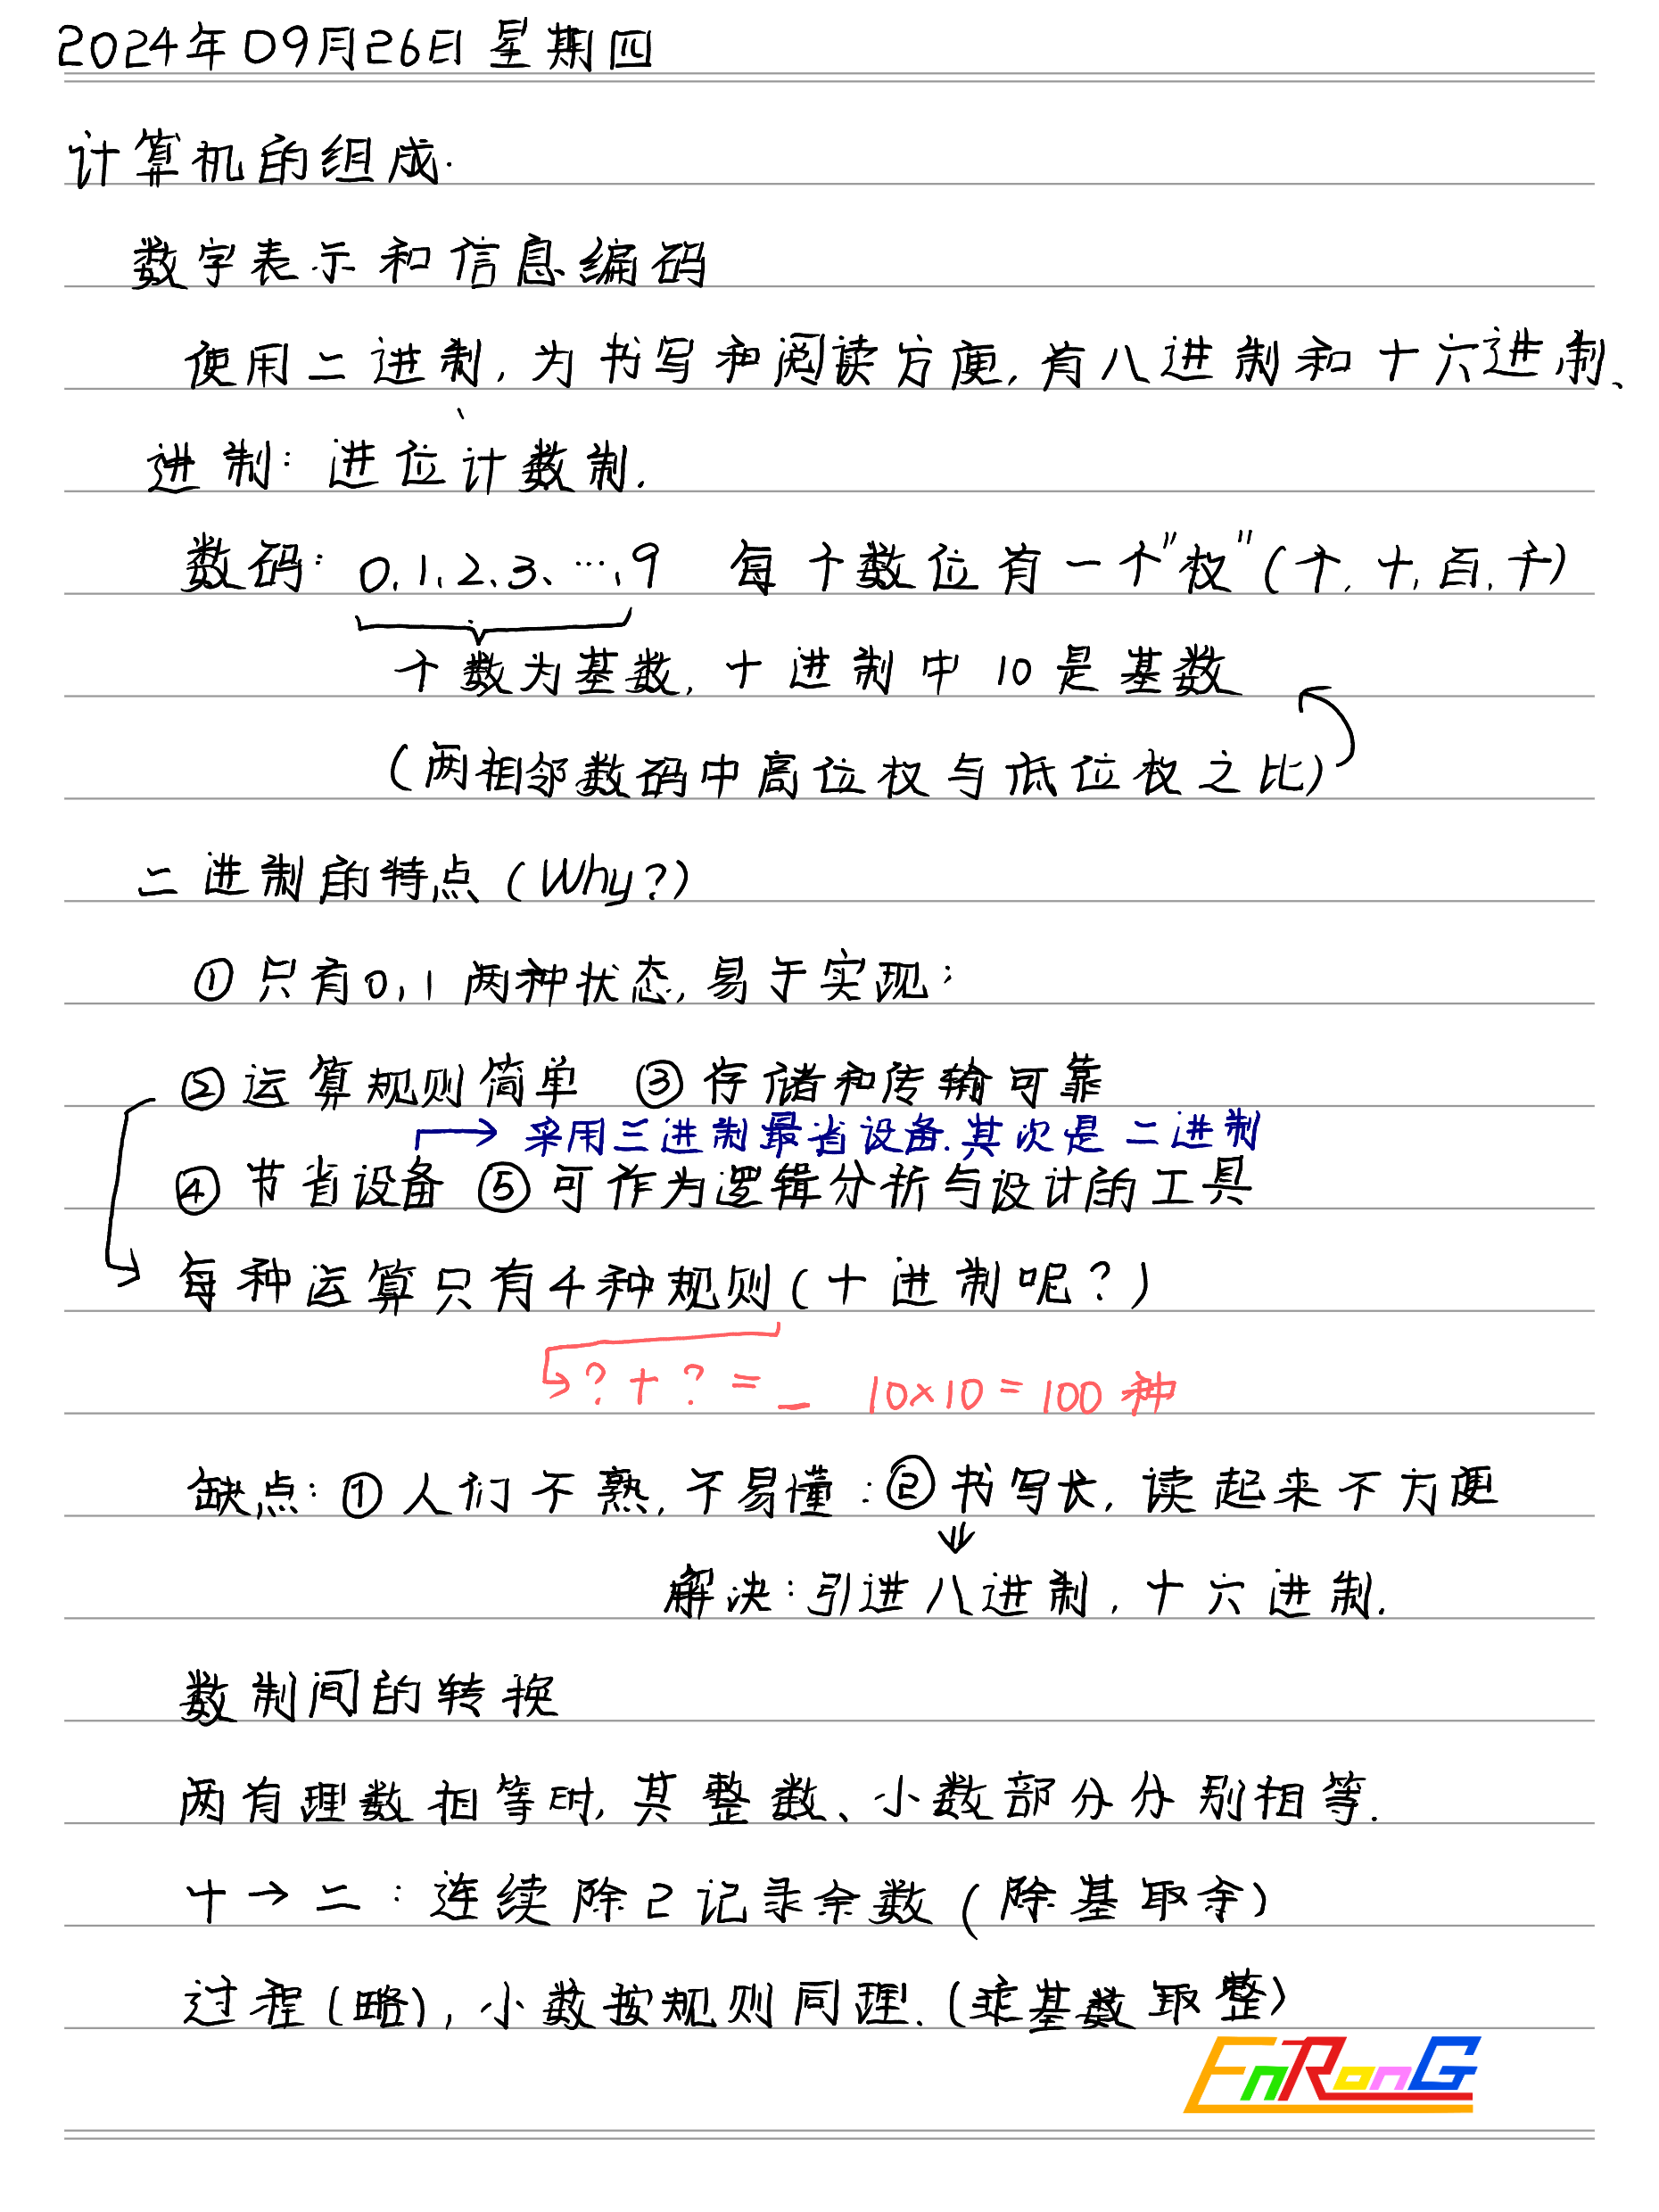 2024年09月26日 星期四
计算机的组成.
数字表示和信息编码
使用二进制,为书写和阅读方便,有八进制和十六进制、
进制: 进位计数制.
数码: 0、1、2、3、…、9 每个数位有一个"权"(个、十、百、千)
个数为基数,十进制中10是基数
(两相邻数码中高位权与低位权之比)
二进制的特点(Why?)
①只有0,1两种状态,易于实现;
②运算规则简单 ③存储和传输可靠
→采用三进制最省设备.其次是二进制
④节省设备 ⑤可作为逻辑分析与设计的工具
每种运算只有4种规则(十进制呢?)
?+?=_ 10×10=100种
缺点: ①人们不熟,不易懂: ②书写长,读起来不方便
解决:引进八进制,十六进制.
数制间的转换
两有理数相等时,其整数、小数部分分别相等.
十→二: 连续除2记录余数(除基取余)
过程(略),小数按规则同理.(乘基数取整)
EnRonG